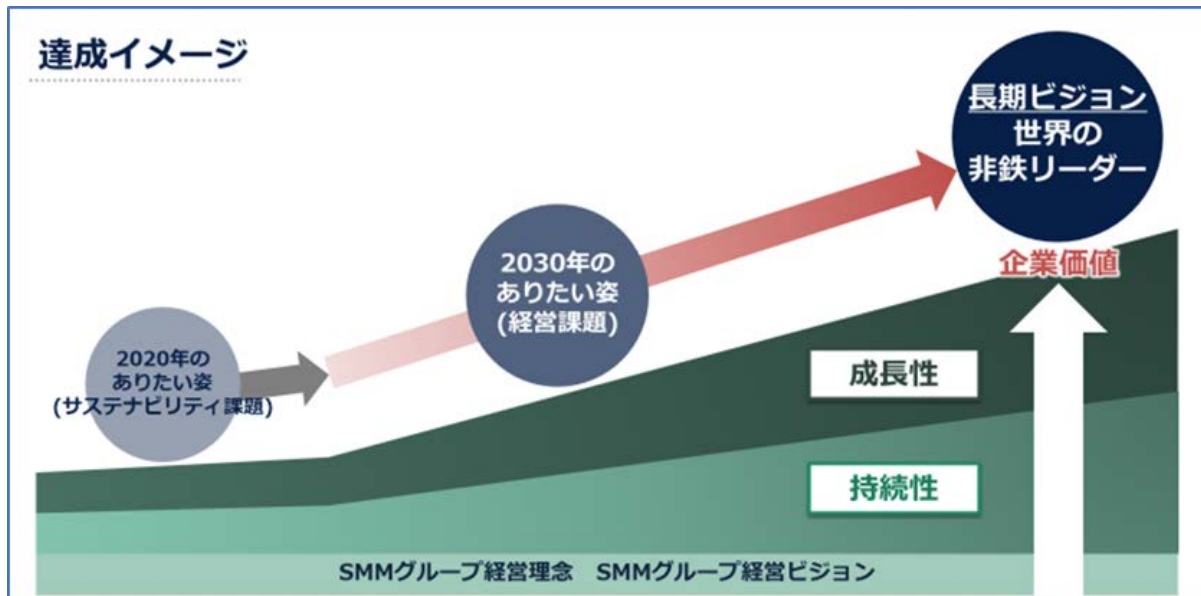 達成イメージ
長期ビジョン
世界の
非鉄リーダー
企業価値
2030年の
ありたい姿
(経営課題)
2020年の
ありたい姿
(サステナビリティ課題)
成長性
持続性
SMMグループ経営理念　SMMグループ経営ビジョン